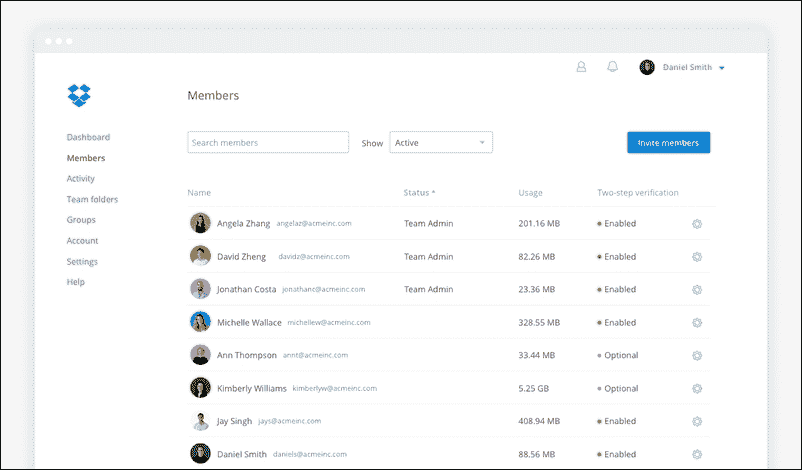 Daniel Smith
Members
Dashboard
Members
Activity
Team folders
Groups
Account
Settings
Help
Search members Show Active Invite members
Name Status Usage Two-step verification
Angela Zhang angelaz@acmeinc.com Team Admin 201.16 MB Enabled
David Zheng davidz@acmeinc.com Team Admin 82.26 MB Enabled
Jonathan Costa jonathanc@acmeinc.com Team Admin 23.36 MB Enabled
Michelle Wallace michellew@acmeinc.com 328.55 MB Enabled
Ann Thompson annt@acmeinc.com 33.44 MB Optional
Kimberly Williams kimberlyw@acmeinc.com 5.25 GB Optional
Jay Singh jays@acmeinc.com 408.94 MB Enabled
Daniel Smith daniels@acmeinc.com 88.56 MB Enabled